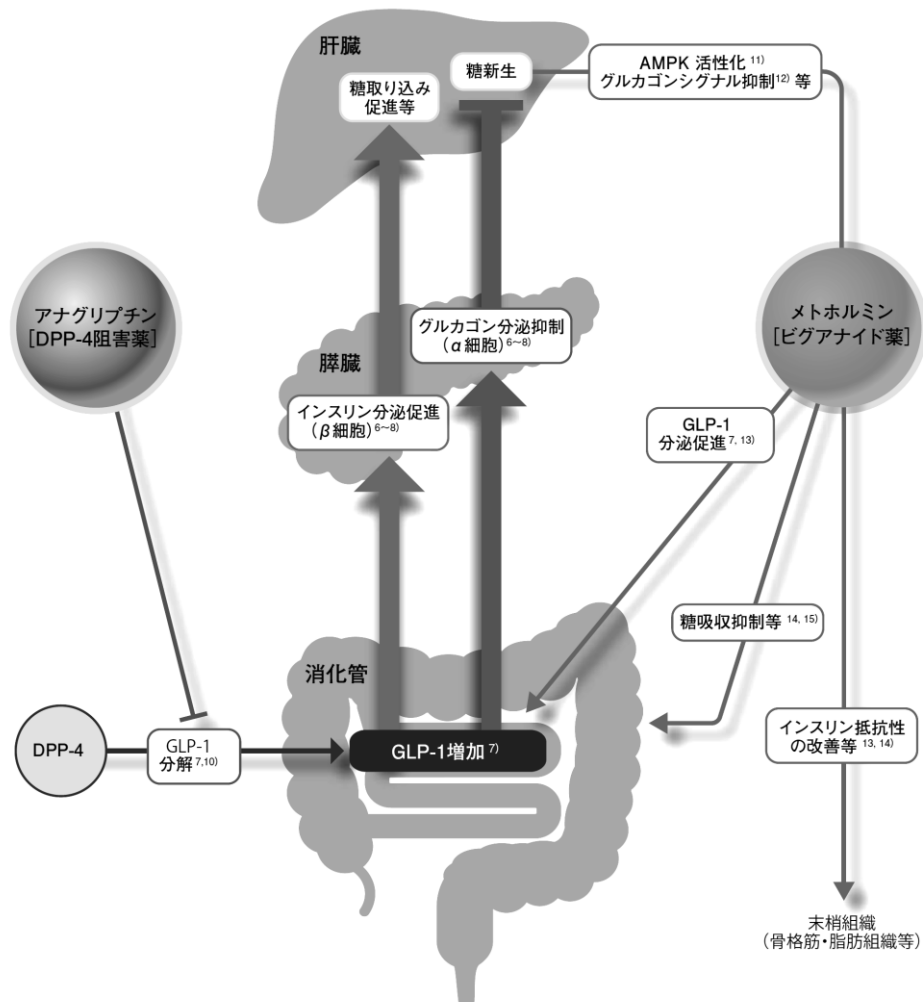 肝臓
糖取り込み
促進等
糖新生
AMPK 活性化 11)
グルカゴンシグナル抑制12) 等
アナグリプチン
[DPP-4阻害薬]
メトホルミン
[ビグアナイド薬]
膵臓
グルカゴン分泌抑制
(α細胞) 6~8)
インスリン分泌促進
(β細胞) 6~8)
GLP-1
分泌促進 7, 13)
糖吸収抑制等 14, 15)
消化管
DPP-4
GLP-1
分解 7,10)
GLP-1増加 7)
インスリン抵抗性
の改善等 13, 14)
末梢組織
(骨格筋・脂肪組織等)